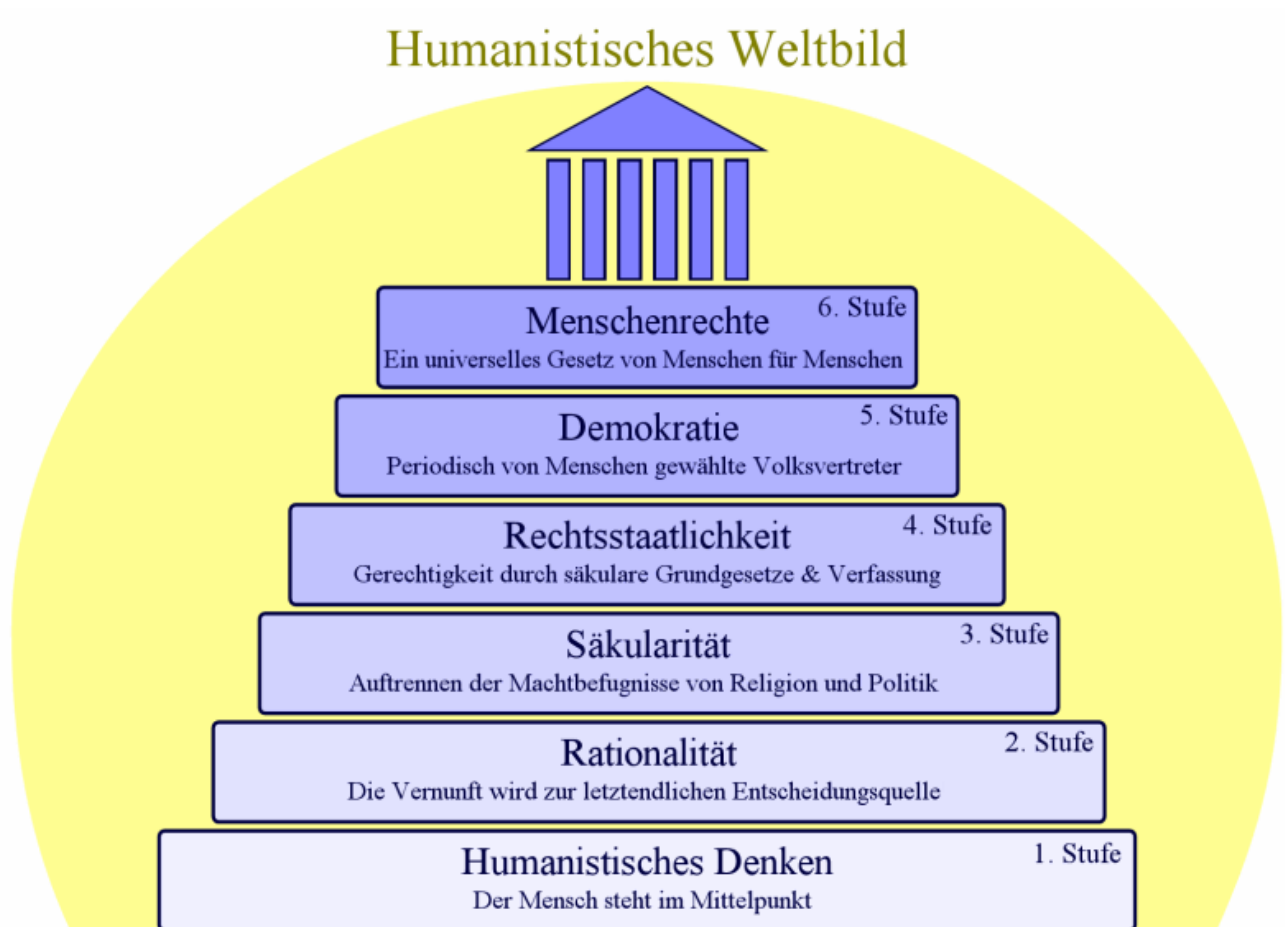 Humanistisches Weltbild
6. Stufe
Menschenrechte
Ein universelles Gesetz von Menschen für Menschen
5. Stufe
Demokratie
Periodisch von Menschen gewählte Volksvertreter
4. Stufe
Rechtsstaatlichkeit
Gerechtigkeit durch säkulare Grundgesetze & Verfassung
3. Stufe
Säkularität
Auftrennen der Machtbefugnisse von Religion und Politik
2. Stufe
Rationalität
Die Vernunft wird zur letztendlichen Entscheidungsquelle
1. Stufe
Humanistisches Denken
Der Mensch steht im Mittelpunkt